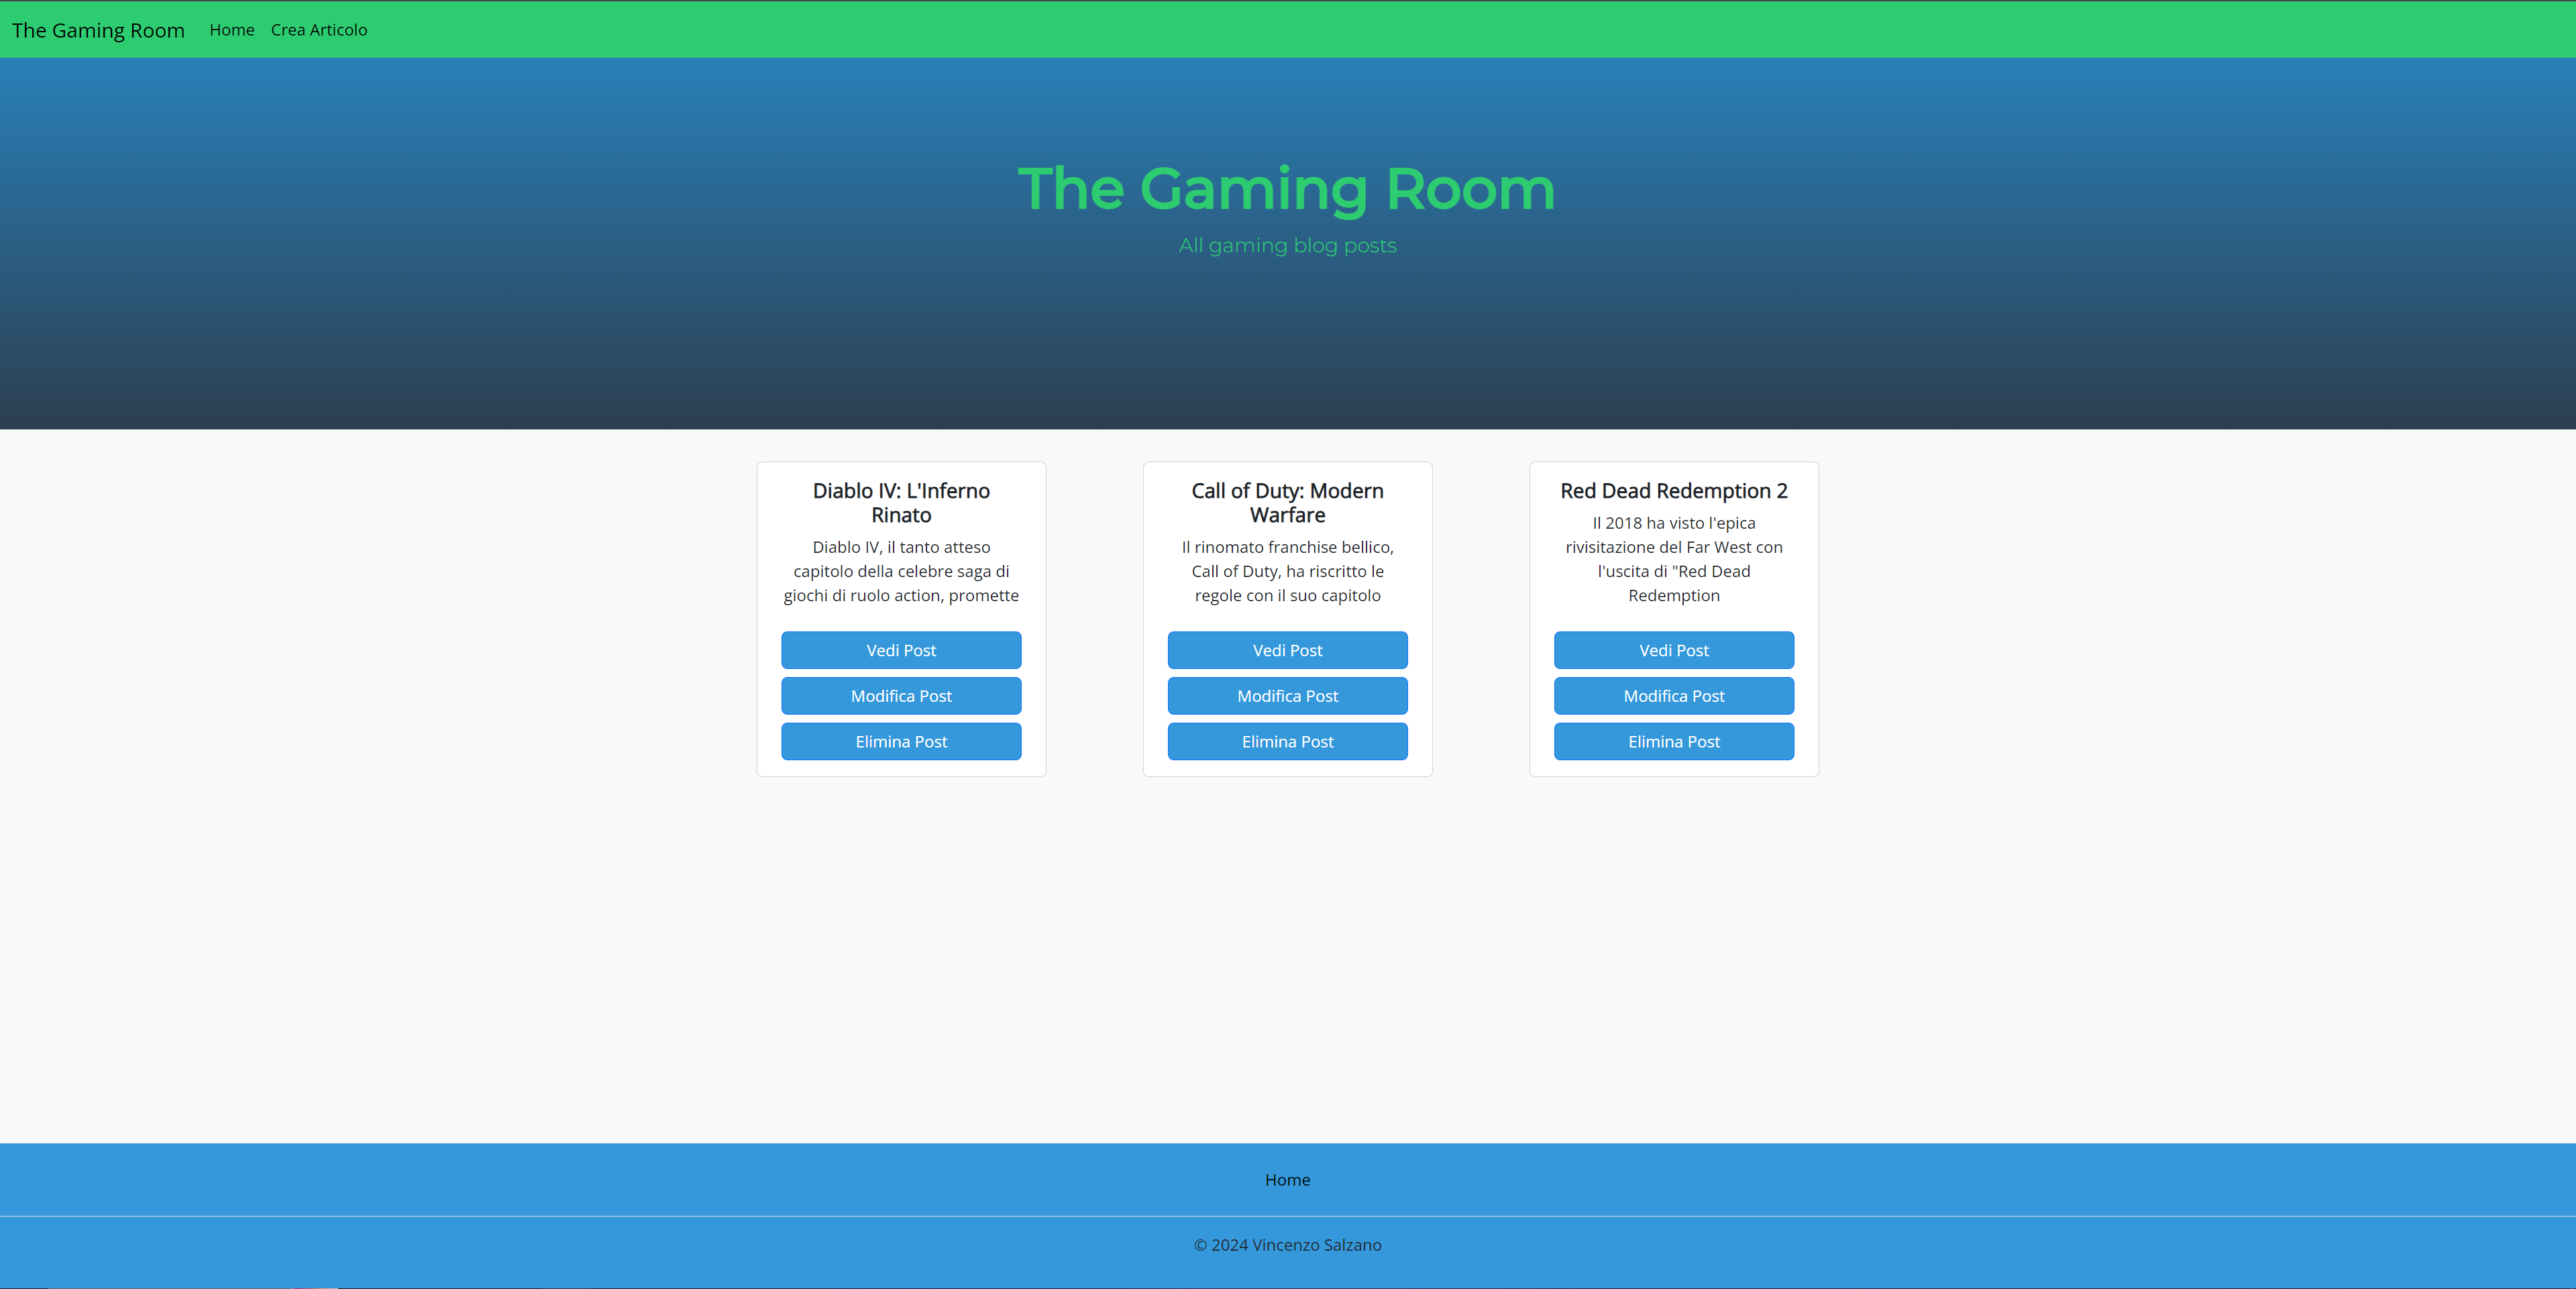 The Gaming Room Home Crea Articolo
The Gaming Room
All gaming blog posts
Diablo IV: L'Inferno
Rinato
Diablo IV, il tanto atteso
capitolo della celebre saga di
giochi di ruolo action, promette
Vedi Post
Modifica Post
Elimina Post
Call of Duty: Modern
Warfare
Il rinomato franchise bellico,
Call of Duty, ha riscritto le
regole con il suo capitolo
Vedi Post
Modifica Post
Elimina Post
Red Dead Redemption 2
Il 2018 ha visto l'epica
rivisitazione del Far West con
l'uscita di "Red Dead
Redemption
Vedi Post
Modifica Post
Elimina Post
Home
© 2024 Vincenzo Salzano